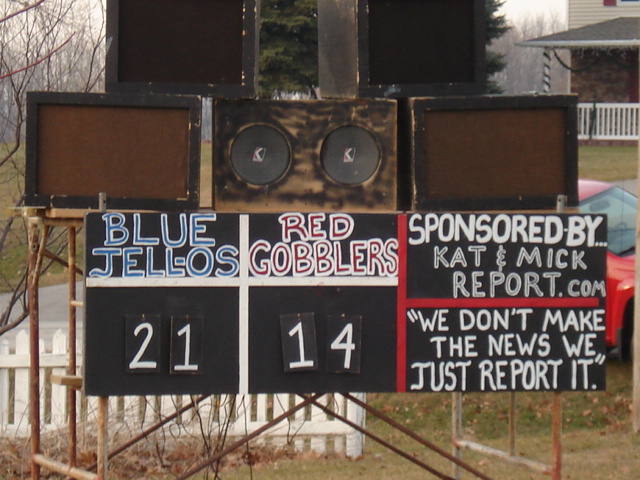 BLUE
JELL-OS
21
RED
GOBBLERS
14
SPONSORED-BY...
KAT & MICK
REPORT.COM
"WE DON'T MAKE
THE NEWS WE
JUST REPORT IT."